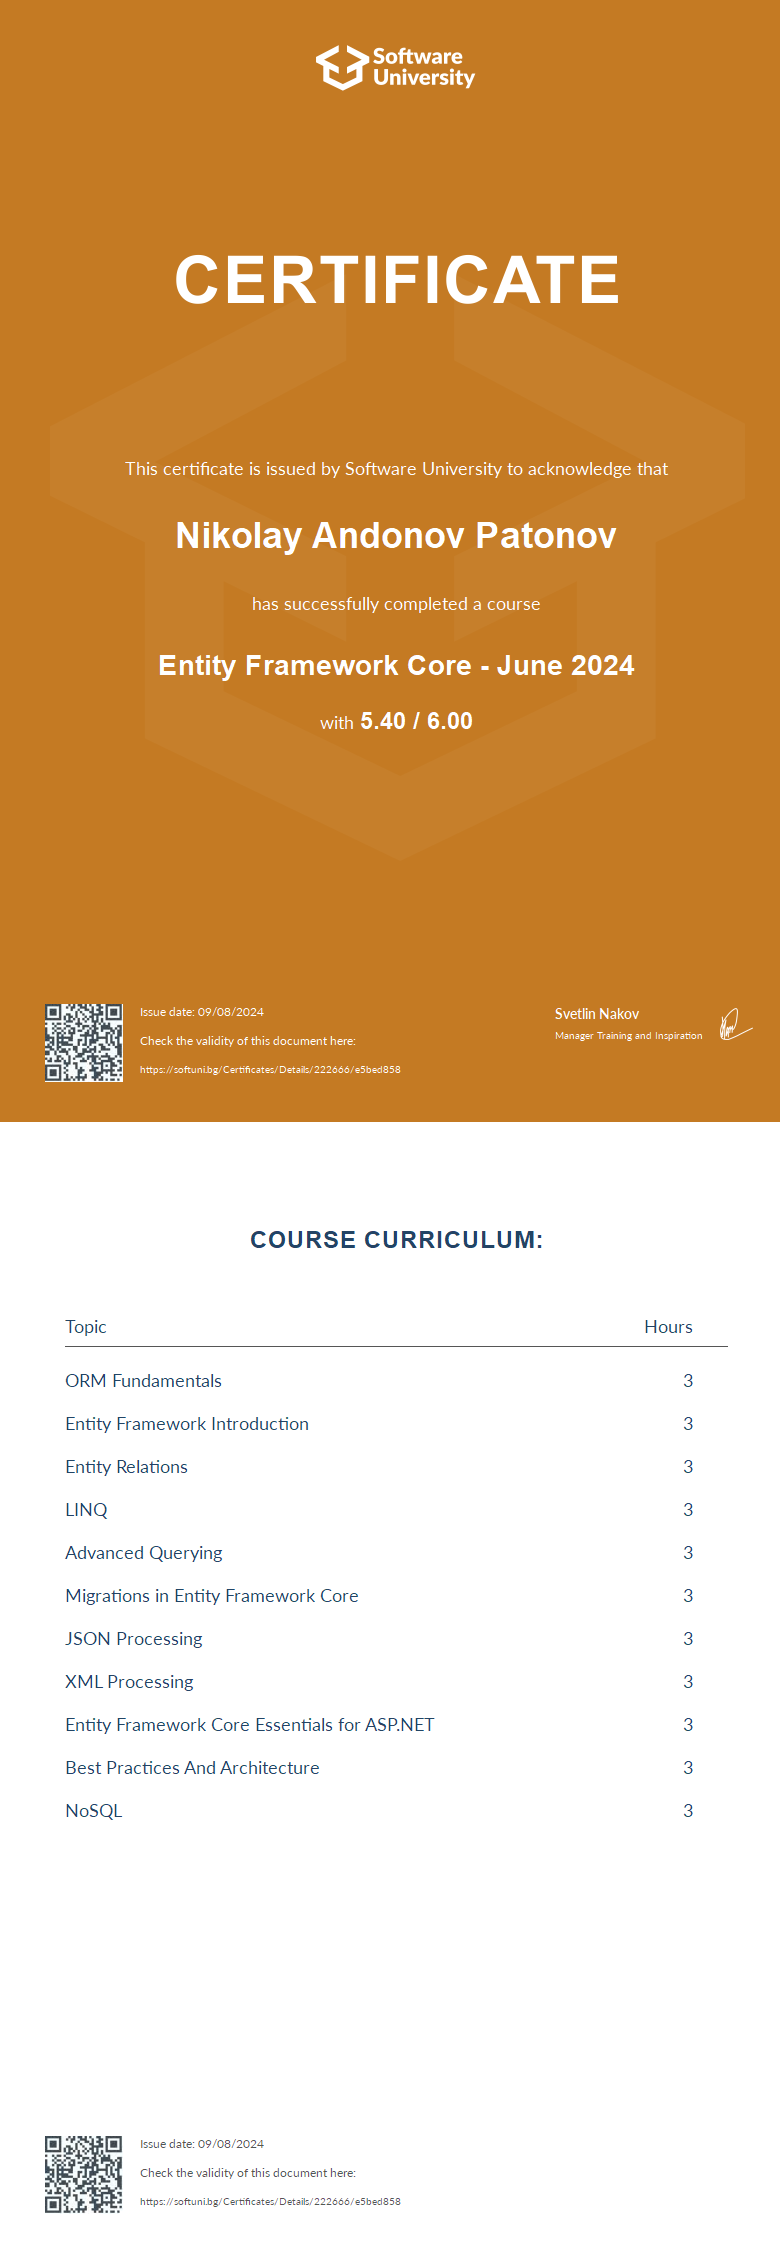 Software
University
CERTIFICATE
This certificate is issued by Software University to acknowledge that
Nikolay Andonov Patonov
has successfully completed a course
Entity Framework Core - June 2024
with 5.40 / 6.00
Issue date: 09/08/2024
Check the validity of this document here:
https://softuni.bg/Certificates/Details/222666/e5bed858
Svetlin Nakov
Manager Training and Inspiration
COURSE CURRICULUM:
Topic Hours
ORM Fundamentals 3
Entity Framework Introduction 3
Entity Relations 3
LINQ 3
Advanced Querying 3
Migrations in Entity Framework Core 3
JSON Processing 3
XML Processing 3
Entity Framework Core Essentials for ASP.NET 3
Best Practices And Architecture 3
NoSQL 3
Issue date: 09/08/2024
Check the validity of this document here:
https://softuni.bg/Certificates/Details/222666/e5bed858